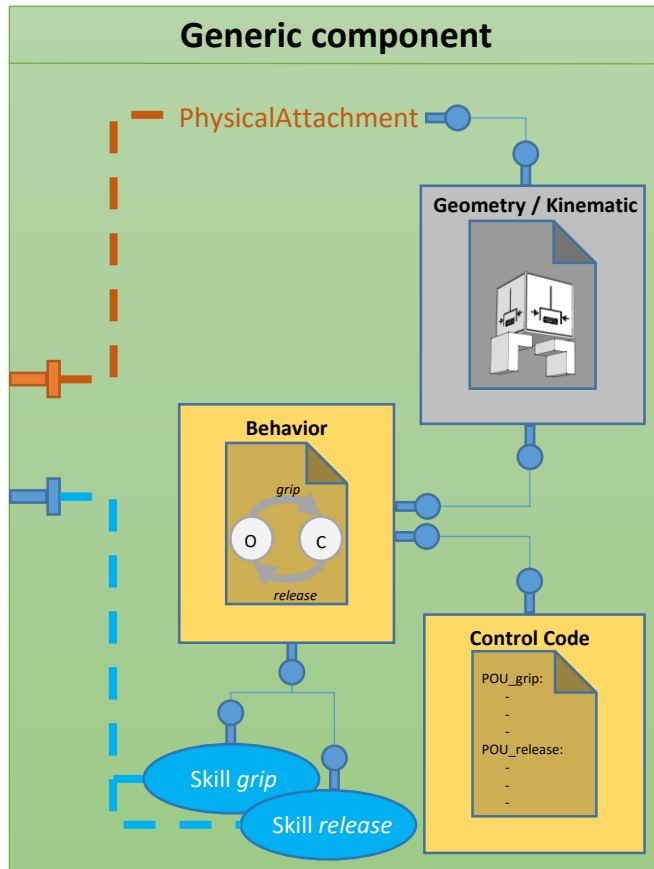 Generic component
PhysicalAttachment
Geometry / Kinematic
Behavior
grip
O
C
release
Control Code
POU_grip:
-
-
-
POU_release:
-
-
-
Skill grip
Skill release